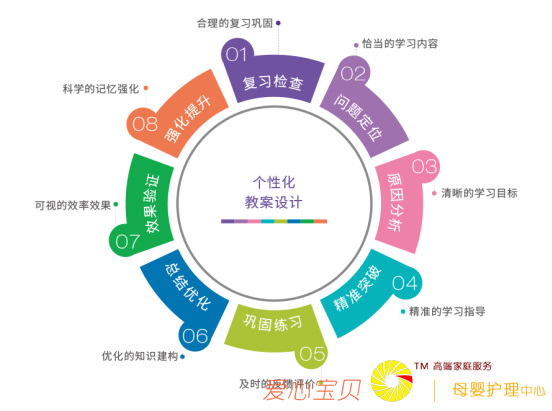 合理的复习巩固
01
复习检查
恰当的学习内容
02
问题定位
03
原因分析
清晰的学习目标
04
精准突破
精准的学习指导
05
巩固练习
及时的反馈评价
06
总结优化
优化的知识建构
07
效果验证
可视的效率效果
08
强化提升
科学的记忆强化
个性化
教案设计
爱心宝贝
TM 高端家庭服务
母婴护理中心